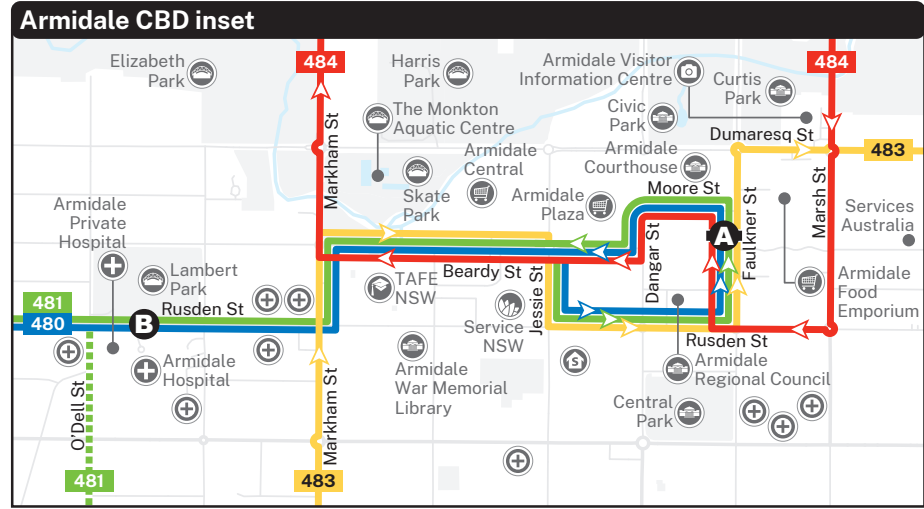 Armidale CBD inset
Elizabeth
Park
484
Harris
Park
Armidale Visitor
Information Centre
Curtis
Park
484
The Monkton
Aquatic Centre
Civic
Park
Dumaresq St
483
Markham St
Armidale
Central
Armidale
Courthouse
Skate
Park
Armidale
Plaza
Moore St
Armidale
Private
Hospital
A
Dangar St
Faulkner St
Marsh St
Services
Australia
Lambert
Park
Beardy St
TAFE
NSW
Jessie St
Armidale
Food
Emporium
481
480
Rusden St
B
Service
NSW
S
Rusden St
O'Dell St
Armidale
Hospital
Markham St
Armidale
War Memorial
Library
Armidale
Regional Council
Central
Park
481
483